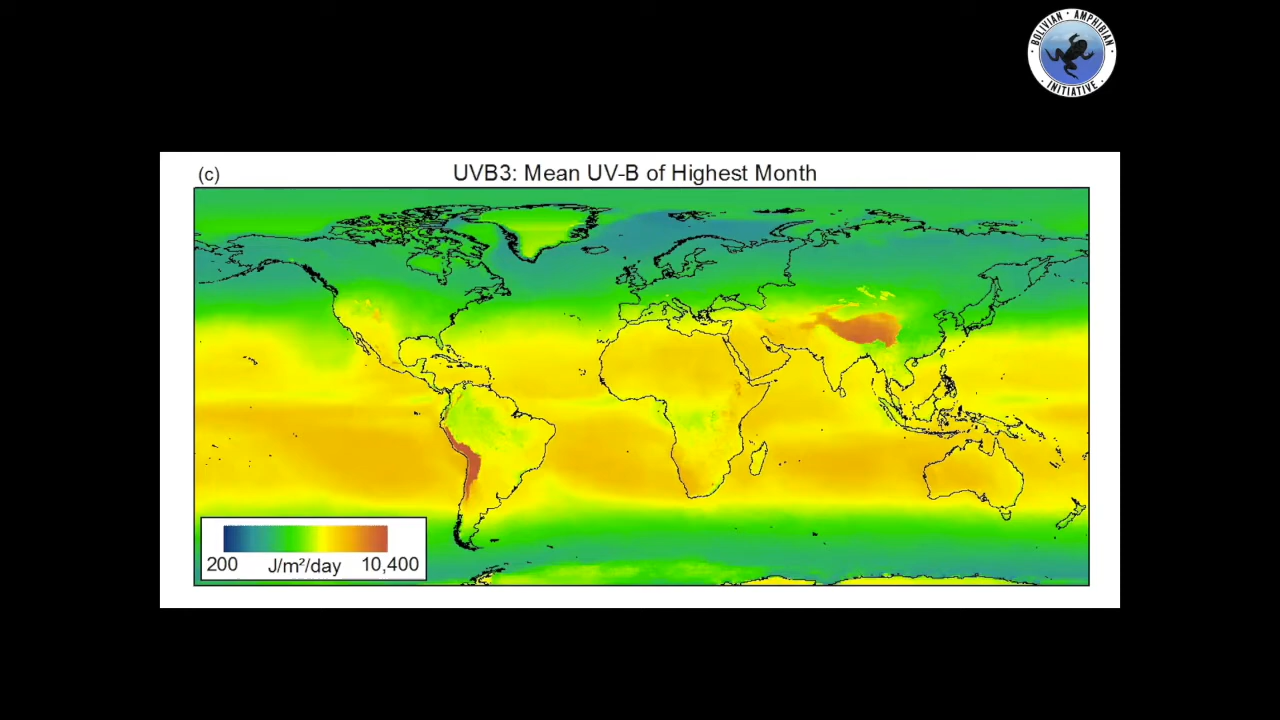 BOLIVIAN · AMPHIBIAN
· INITIATIVE ·
(c)
UVB3: Mean UV-B of Highest Month
200 J/m²/day 10,400